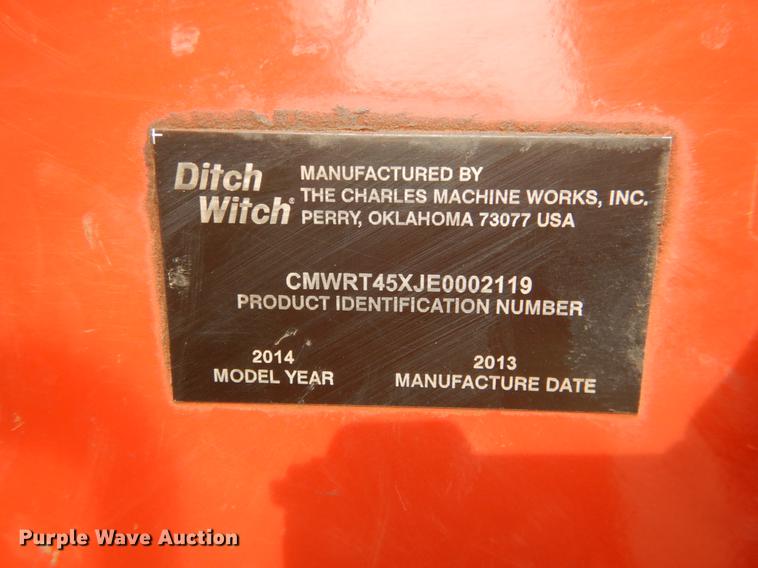 Ditch
Witch®
MANUFACTURED BY
THE CHARLES MACHINE WORKS, INC.
PERRY, OKLAHOMA 73077 USA
CMWRT45XJE0002119
PRODUCT IDENTIFICATION NUMBER
2014
MODEL YEAR
2013
MANUFACTURE DATE
Purple Wave Auction